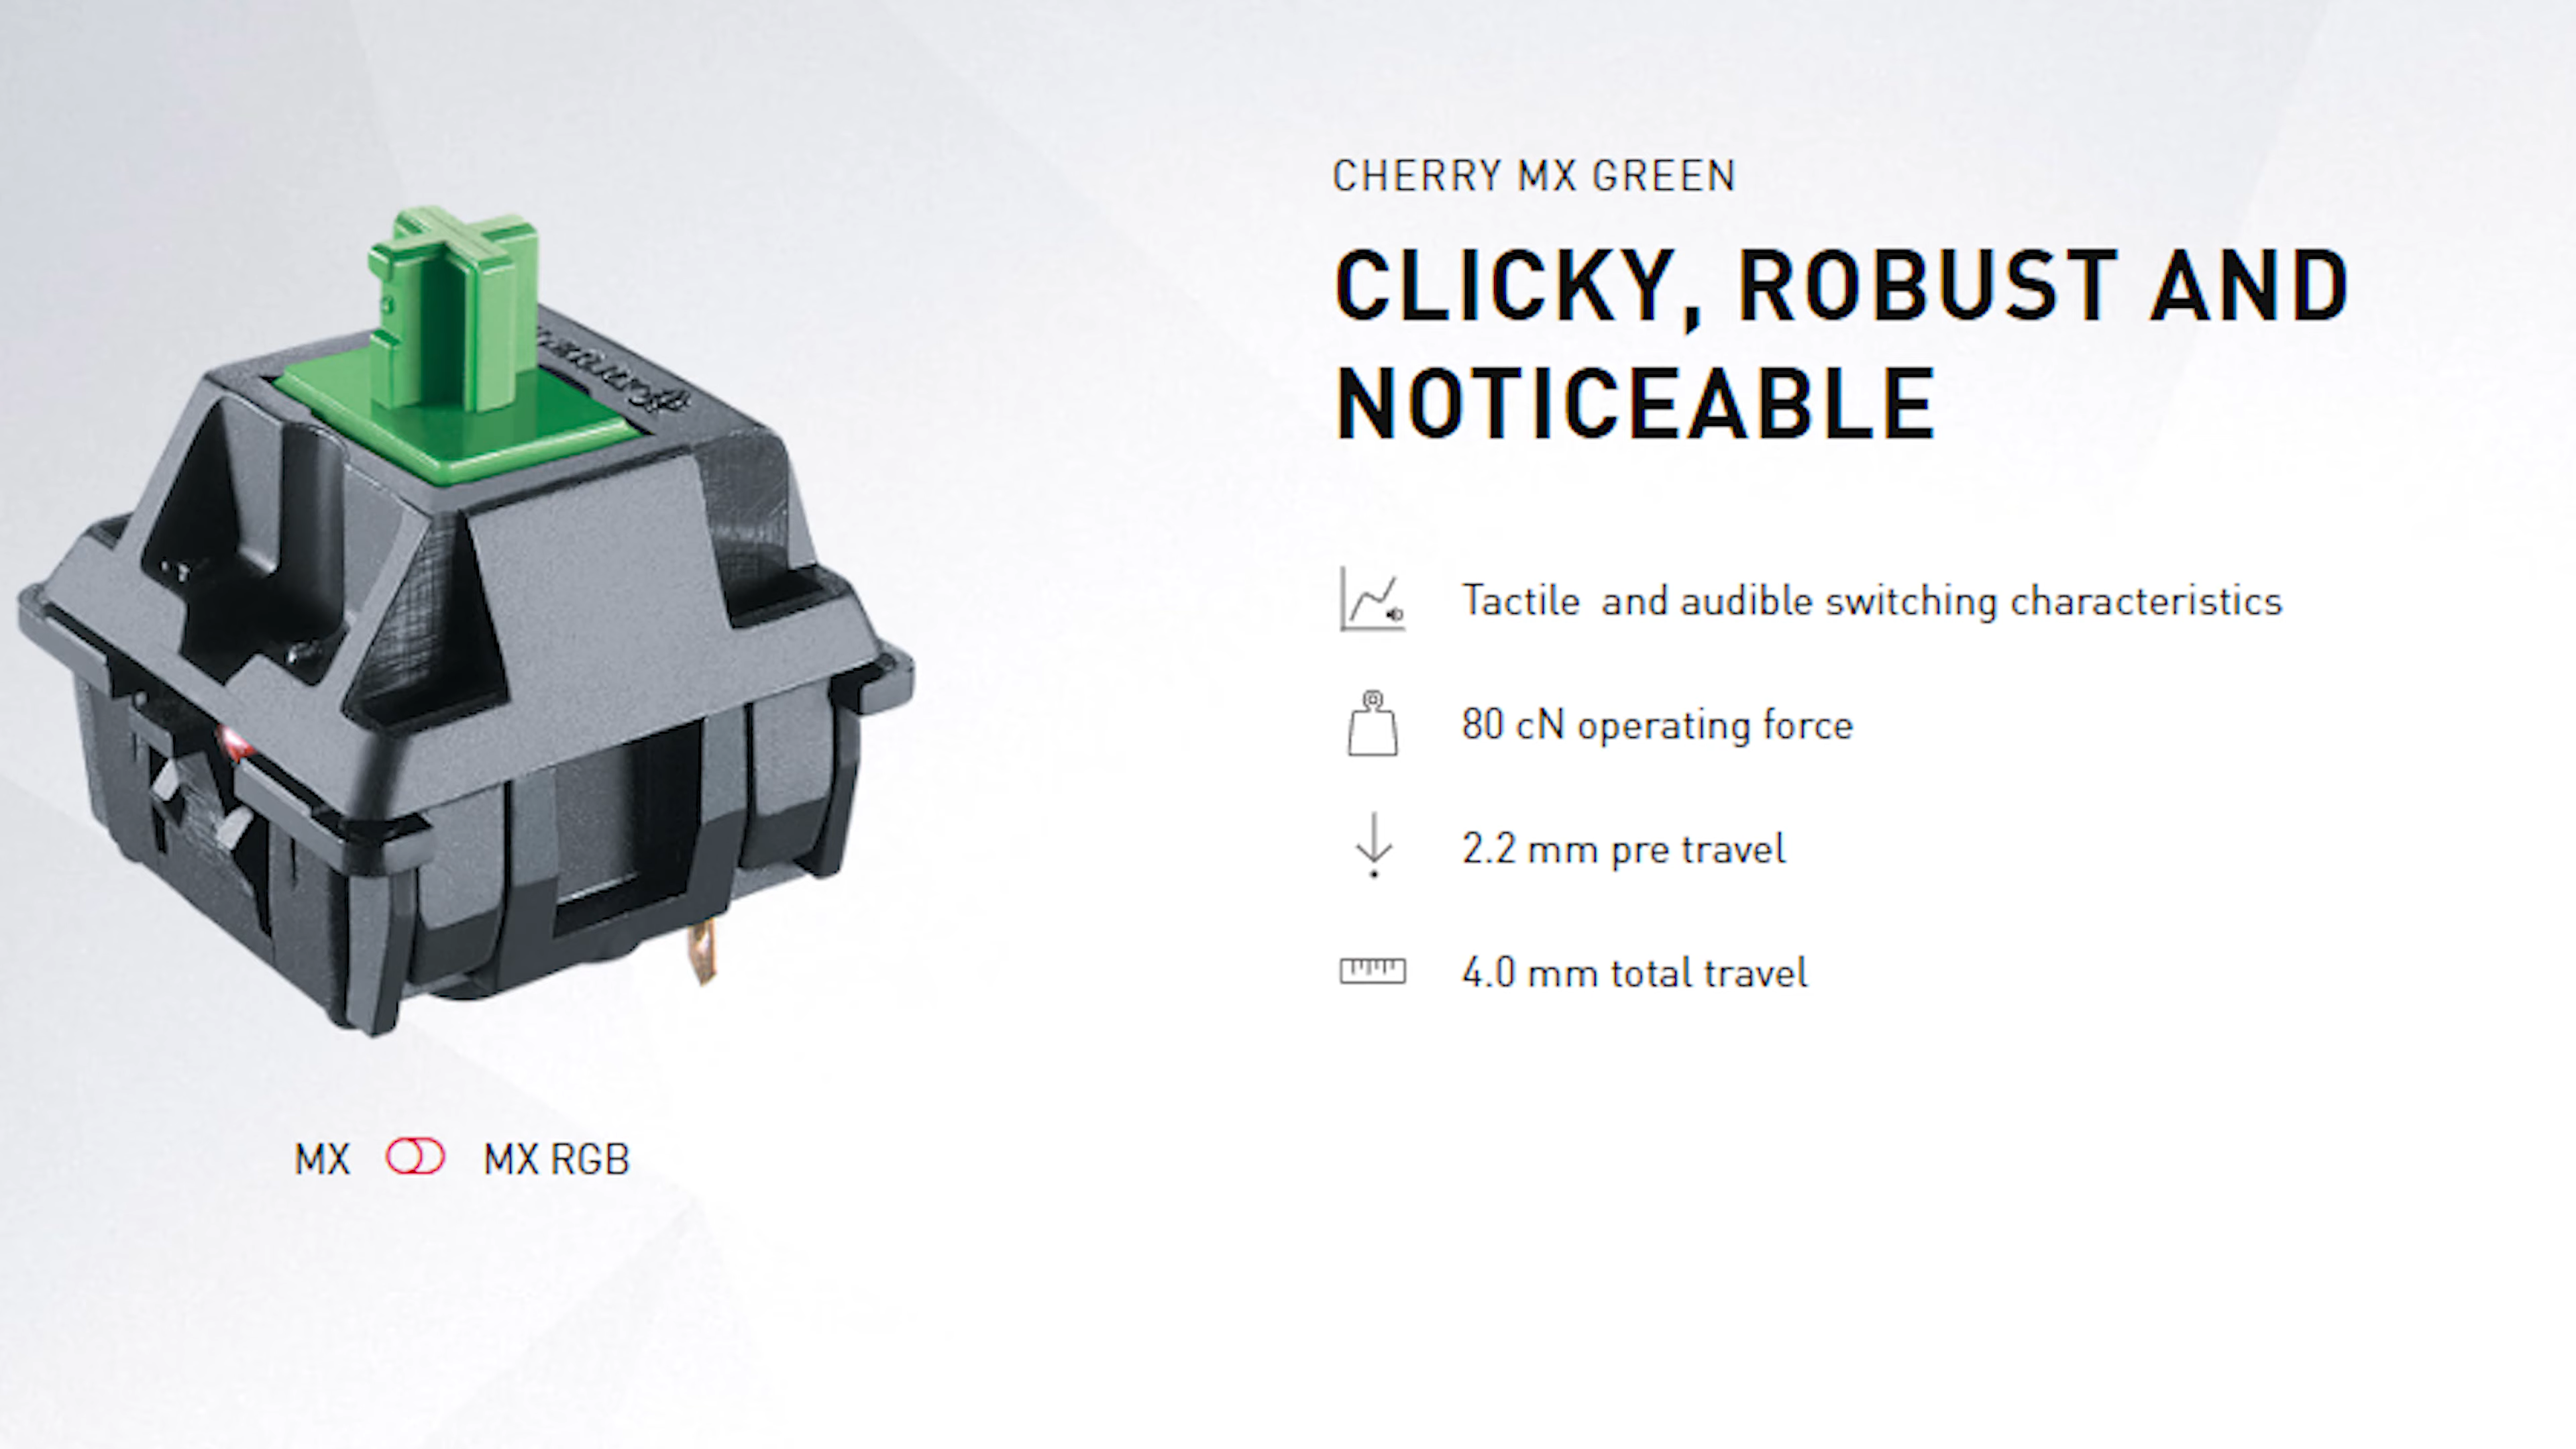 CHERRY MX GREEN
CLICKY, ROBUST AND
NOTICEABLE
Tactile and audible switching characteristics
80 cN operating force
2.2 mm pre travel
4.0 mm total travel
MX MX RGB